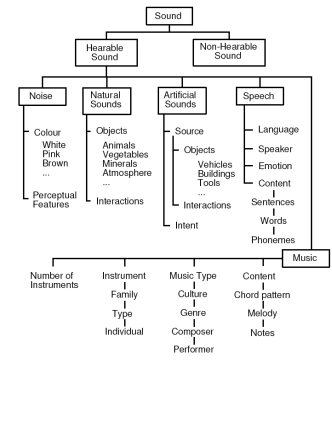 Sound
Hearable
Sound
Non-Hearable
Sound
Noise
Natural
Sounds
Artificial
Sounds
Speech
Colour
White
Pink
Brown
...
Perceptual
Features
Objects
Animals
Vegetables
Minerals
Atmosphere
...
Interactions
Source
Objects
Vehicles
Buildings
Tools
...
Interactions
Intent
Language
Speaker
Emotion
Content
Sentences
Words
Phonemes
Music
Number of
Instruments
Instrument
Family
Type
Individual
Music Type
Culture
Genre
Composer
Performer
Content
Chord pattern
Melody
Notes